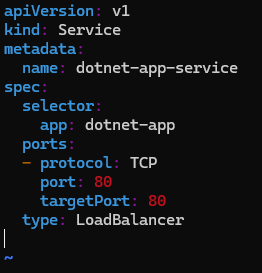 apiVersion: v1
kind: Service
metadata:
  name: dotnet-app-service
spec:
  selector:
    app: dotnet-app
  ports:
  - protocol: TCP
    port: 80
    targetPort: 80
  type: LoadBalancer
~